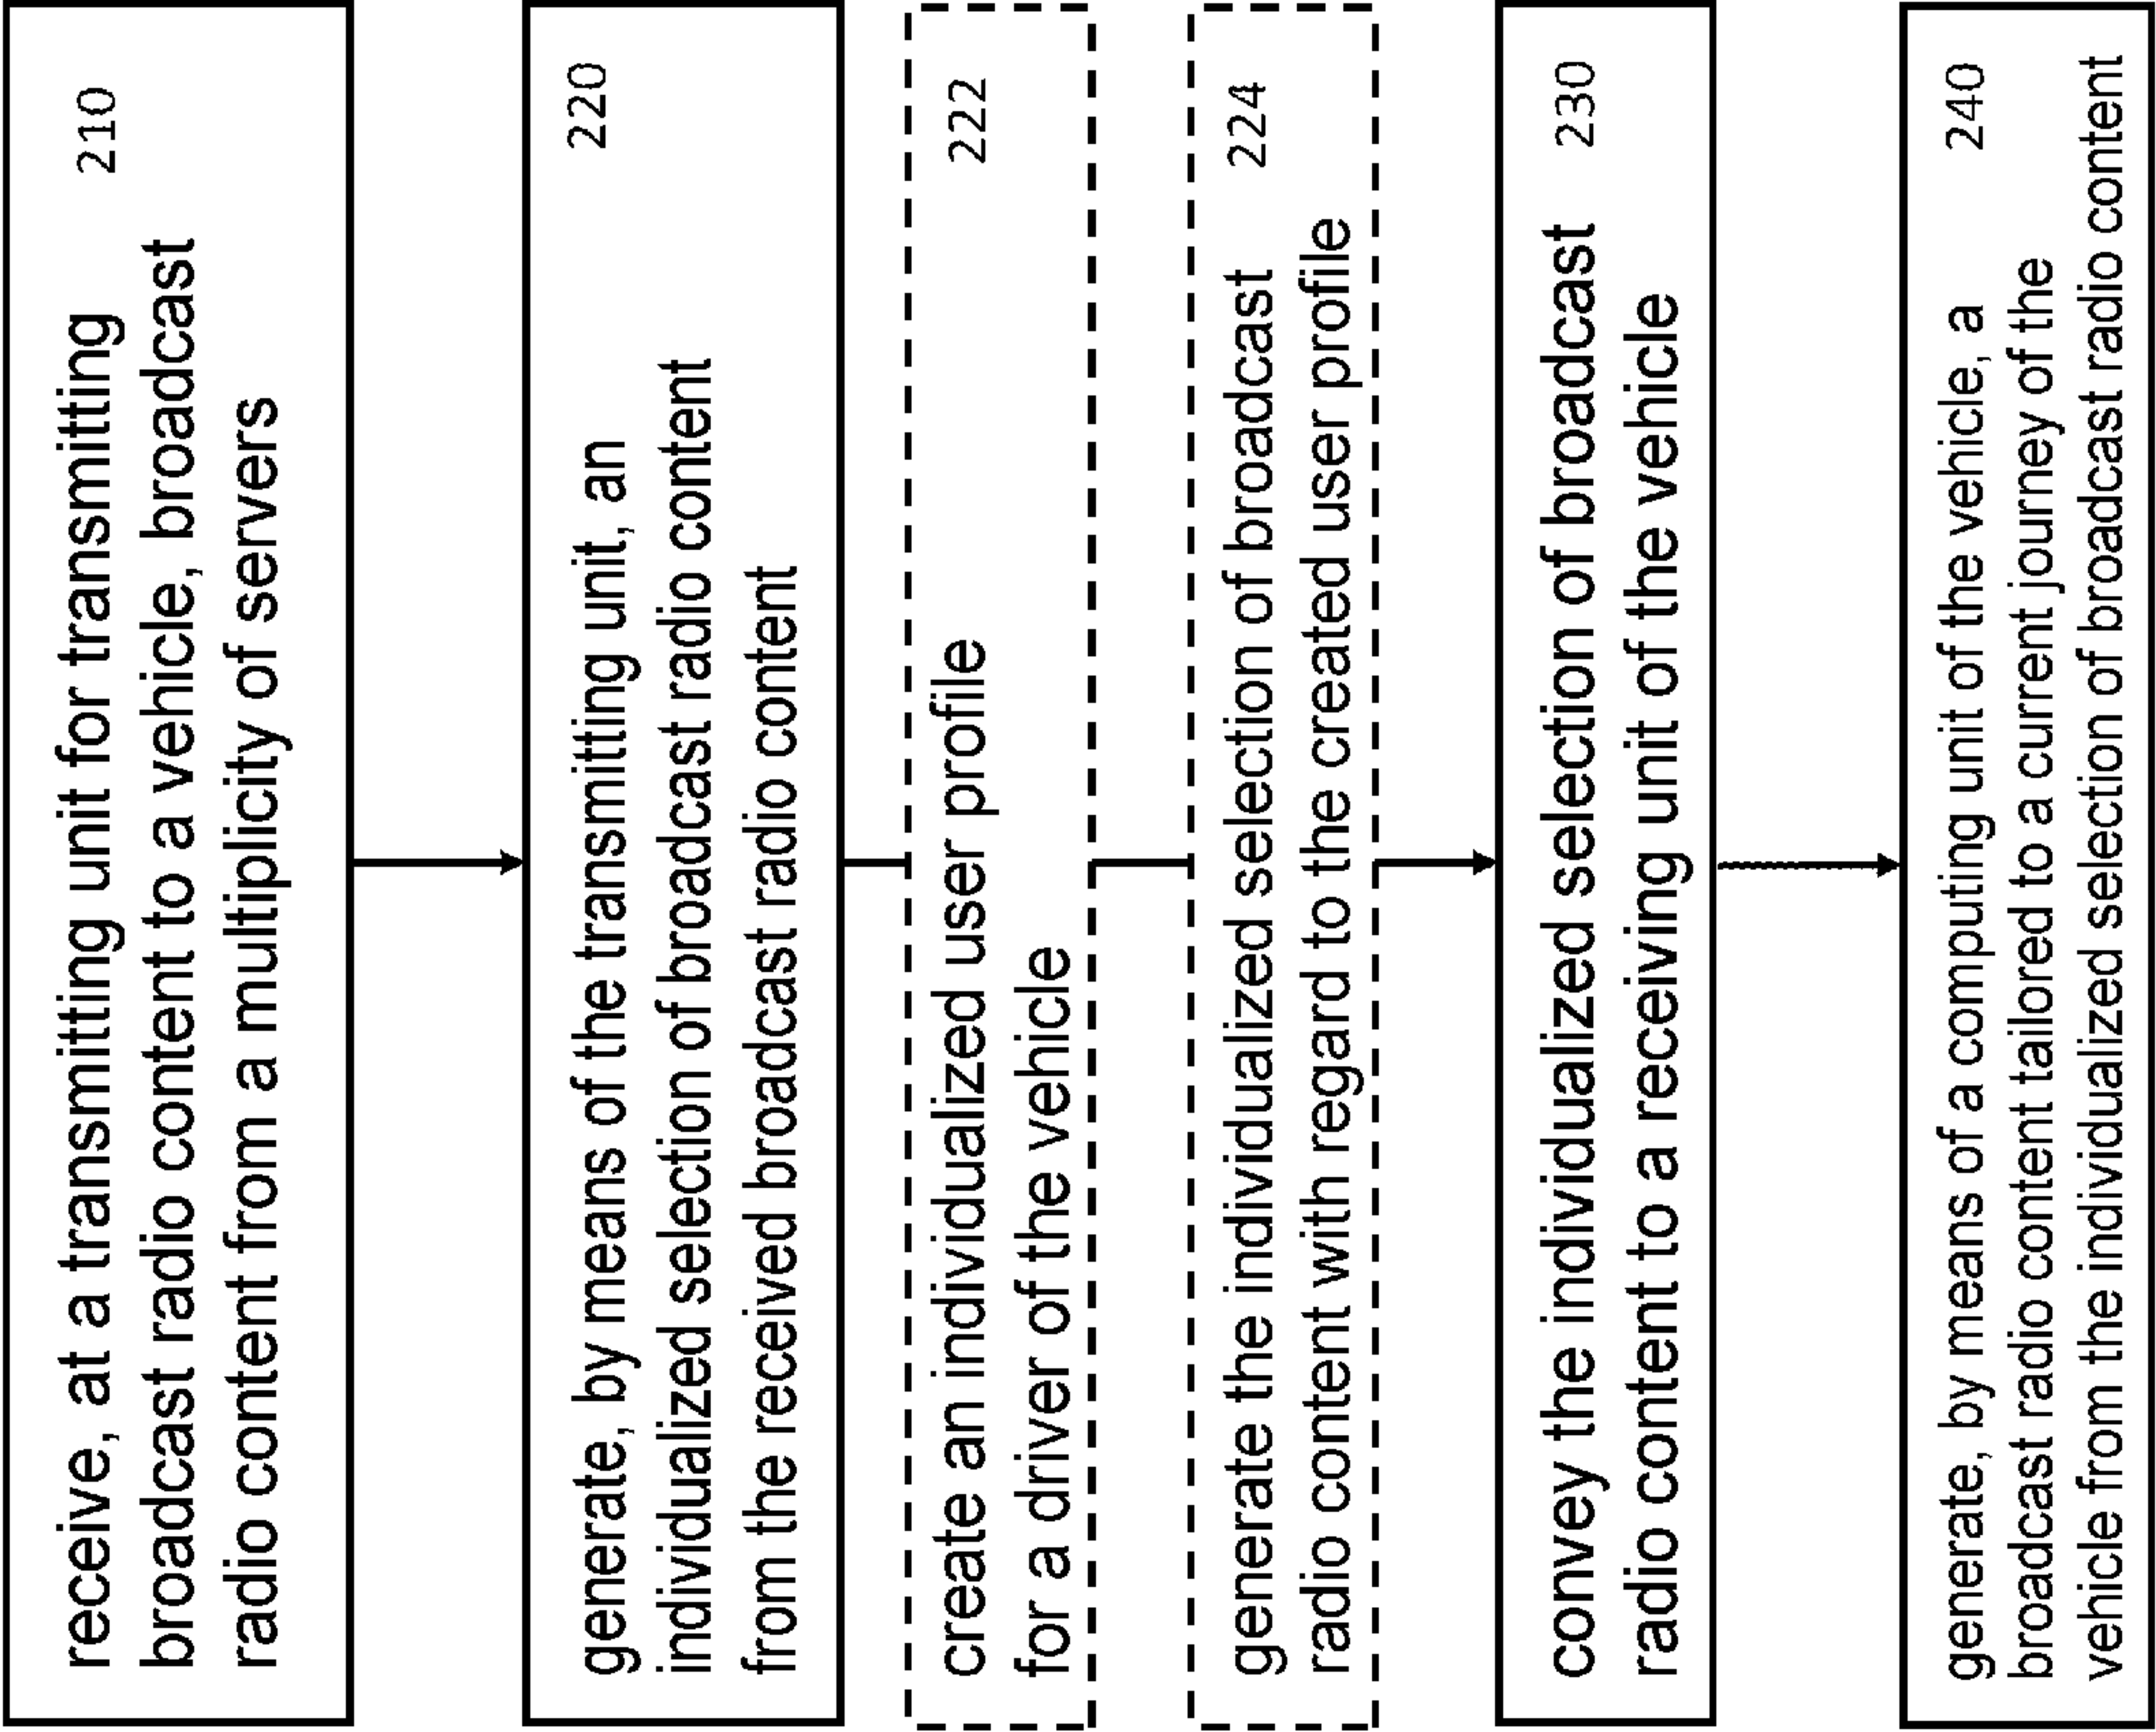 receive, at a transmitting unit for transmitting 210
broadcast radio content to a vehicle, broadcast
radio content from a multiplicity of servers
generate, by means of the transmitting unit, an 220
individualized selection of broadcast radio content
from the received broadcast radio content
create an individualized user profile 222
for a driver of the vehicle
generate the individualized selection of broadcast 224
radio content with regard to the created user profile
convey the individualized selection of broadcast 230
radio content to a receiving unit of the vehicle
generate, by means of a computing unit of the vehicle, a 240
broadcast radio content tailored to a current journey of the
vehicle from the individualized selection of broadcast radio content